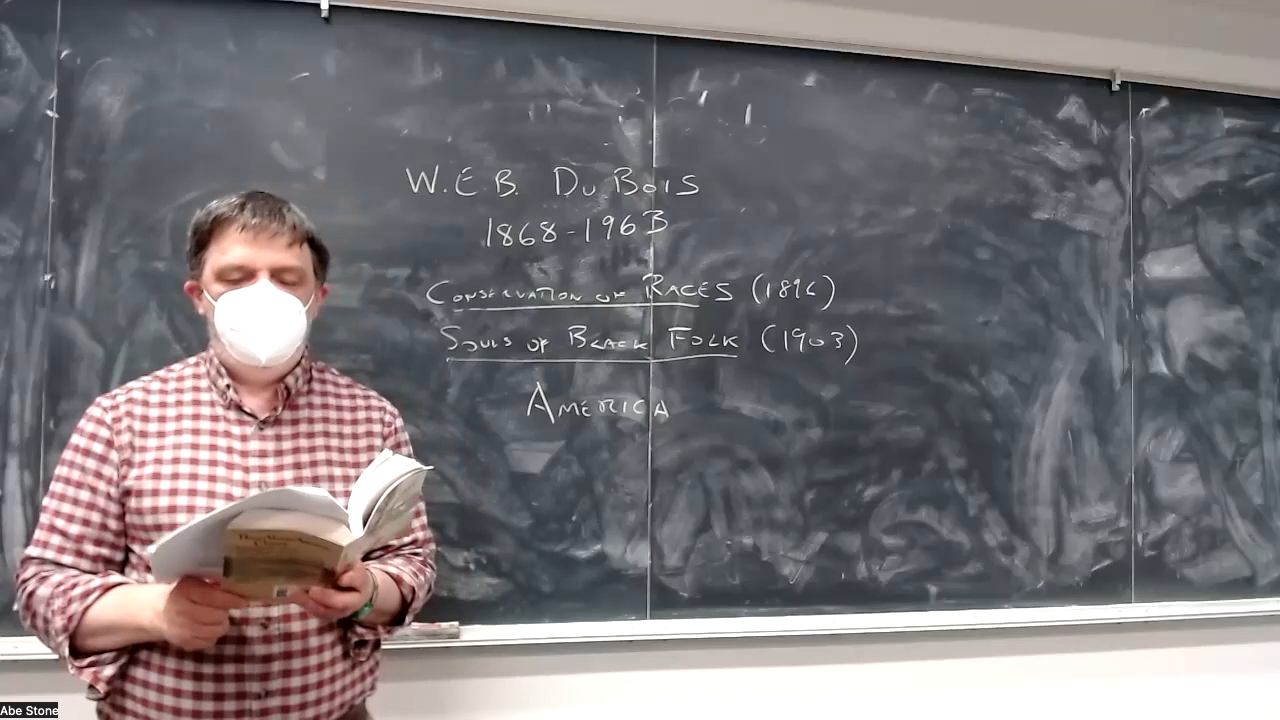 W.E.B. Du Bois
1868-1963
Conservation of Races (1896)
Souls of Black Folk (1903)
America
Abe Stone